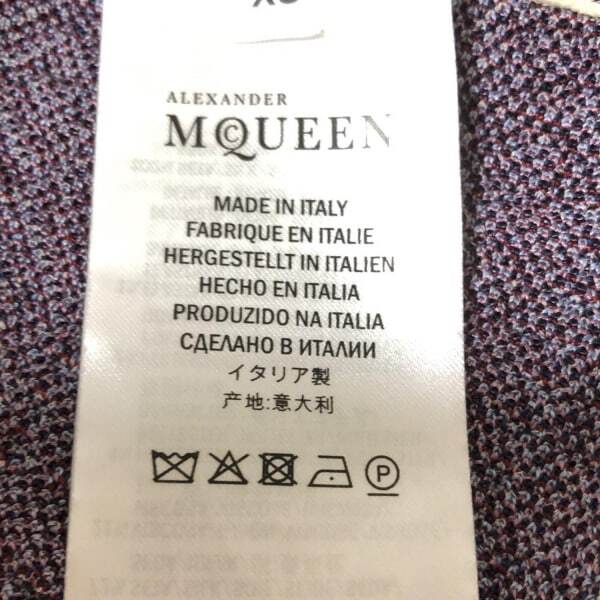 ALEXANDER
McQUEEN
MADE IN ITALY
FABRIQUE EN ITALIE
HERGESTELLT IN ITALIEN
HECHO EN ITALIA
PRODUZIDO NA ITALIA
СДЕЛАНО В ИТАЛИИ
イタリア製
产地:意大利
P